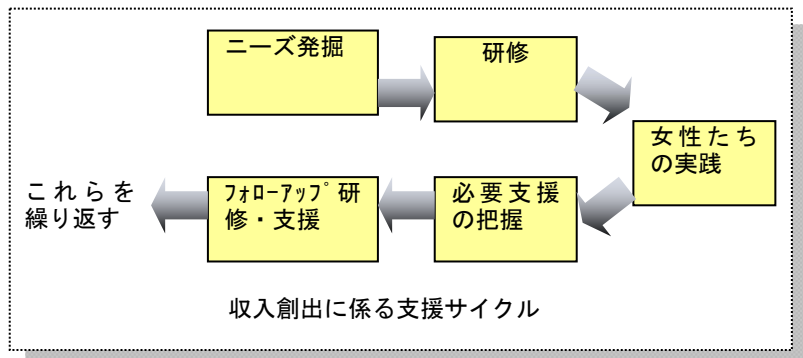 ニーズ発掘
研修
女性たち
の実践
必要支援
の把握
ﾌｫﾛｰｱｯﾌﾟ研
修・支援
これらを
繰り返す
収入創出に係る支援サイクル